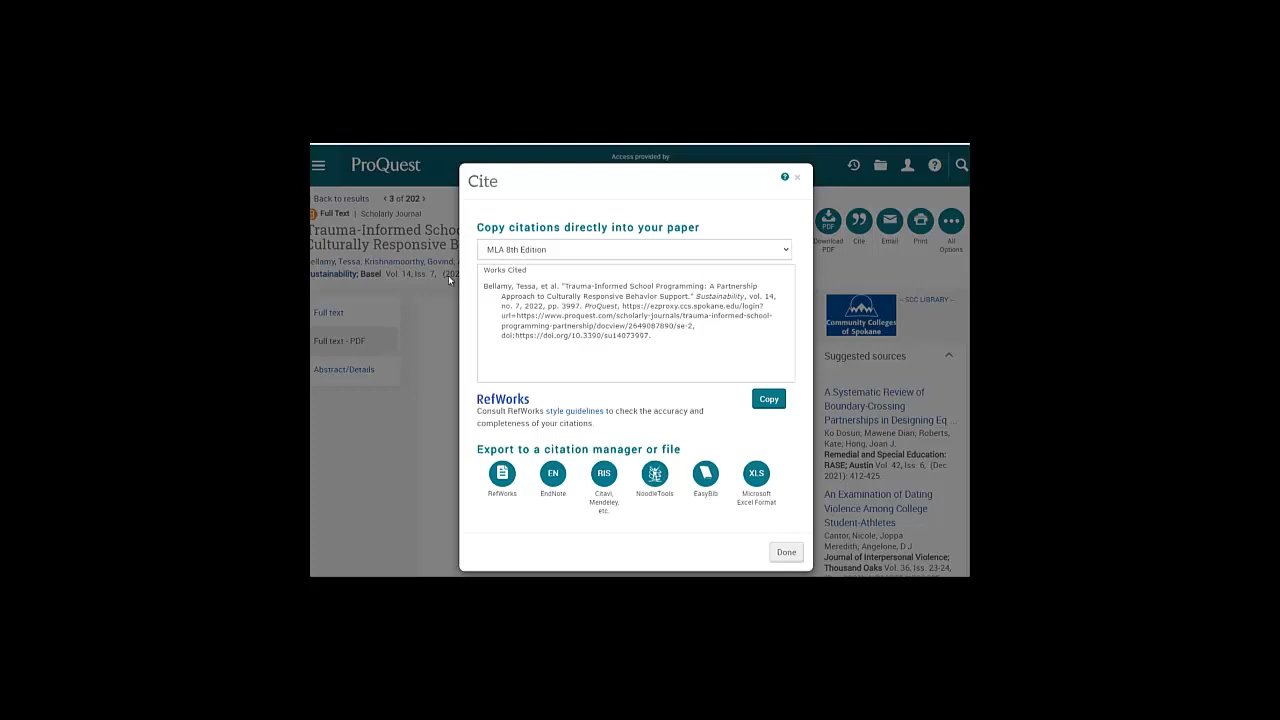 ProQuest
Access provided by
Back to results
3 of 202
Full Text | Scholarly Journal
Trauma-Informed Schoo
Culturally Responsive B
ellamy, Tessa; Krishnamoorthy, Govind;
ustainability; Basel Vol. 14, Iss. 7, (202
Full text
Full text - PDF
Abstract/Details
Cite
?
×
Copy citations directly into your paper
MLA 8th Edition
Works Cited
Bellamy, Tessa, et al. "Trauma-Informed School Programming: A Partnership
Approach to Culturally Responsive Behavior Support." Sustainability, vol. 14,
no. 7, 2022, pp. 3997. ProQuest, https://ezproxy.ccs.spokane.edu/login?
url=https://www.proquest.com/scholarly-journals/trauma-informed-school-
programming-partnership/docview/2649087890/se-2,
doi:https://doi.org/10.3390/su14073997.
RefWorks
Copy
Consult RefWorks style guidelines to check the accuracy and
completeness of your citations.
Export to a citation manager or file
EN
RIS
XLS
RefWorks
EndNote
Citavi,
Mendeley,
etc.
NoodleTools
EasyBib
Microsoft
Excel Format
Done
?
PDF
Download
PDF
Cite
Email
Print
All
Options
Community Colleges
of Spokane
– SCC LIBRARY –
Suggested sources
A Systematic Review of
Boundary-Crossing
Partnerships in Designing Eq ...
Ko Dosun; Mawene Dian; Roberts,
Kate; Hong, Joan J.
Remedial and Special Education:
RASE; Austin Vol. 42, Iss. 6, (Dec
2021): 412-425
An Examination of Dating
Violence Among College
Student-Athletes
Cantor, Nicole; Joppa
Meredith; Angelone, D J
Journal of Interpersonal Violence;
Thousand Oaks Vol. 36, Iss. 23-24,